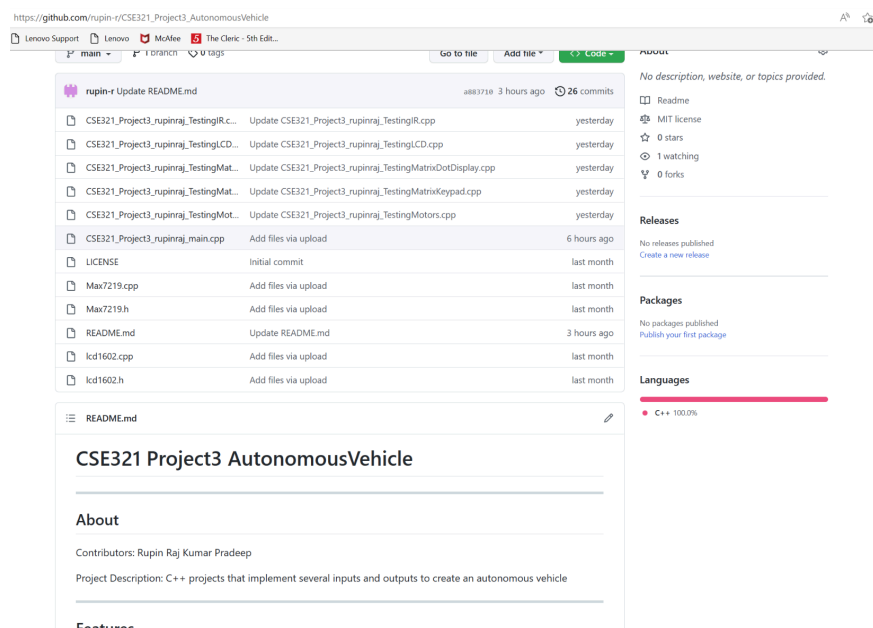 https://github.com/rupin-r/CSE321_Project3_AutonomousVehicle
Lenovo Support Lenovo McAfee The Cleric - 5th Edit...
main 1 branch 0 tags Go to file Add file Code
rupin-r Update README.md a883710 3 hours ago 26 commits
CSE321_Project3_rupinraj_TestingIR.c... Update CSE321_Project3_rupinraj_TestingIR.cpp yesterday
CSE321_Project3_rupinraj_TestingLCD... Update CSE321_Project3_rupinraj_TestingLCD.cpp yesterday
CSE321_Project3_rupinraj_TestingMat... Update CSE321_Project3_rupinraj_TestingMatrixDotDisplay.cpp yesterday
CSE321_Project3_rupinraj_TestingMat... Update CSE321_Project3_rupinraj_TestingMatrixKeypad.cpp yesterday
CSE321_Project3_rupinraj_TestingMot... Update CSE321_Project3_rupinraj_TestingMotors.cpp yesterday
CSE321_Project3_rupinraj_main.cpp Add files via upload 6 hours ago
LICENSE Initial commit last month
Max7219.cpp Add files via upload last month
Max7219.h Add files via upload last month
README.md Update README.md 3 hours ago
lcd1602.cpp Add files via upload last month
lcd1602.h Add files via upload last month
README.md
CSE321 Project3 AutonomousVehicle
About
Contributors: Rupin Raj Kumar Pradeep
Project Description: C++ projects that implement several inputs and outputs to create an autonomous vehicle
Features
About
No description, website, or topics provided.
Readme
MIT license
0 stars
1 watching
0 forks
Releases
No releases published
Create a new release
Packages
No packages published
Publish your first package
Languages
C++ 100.0%